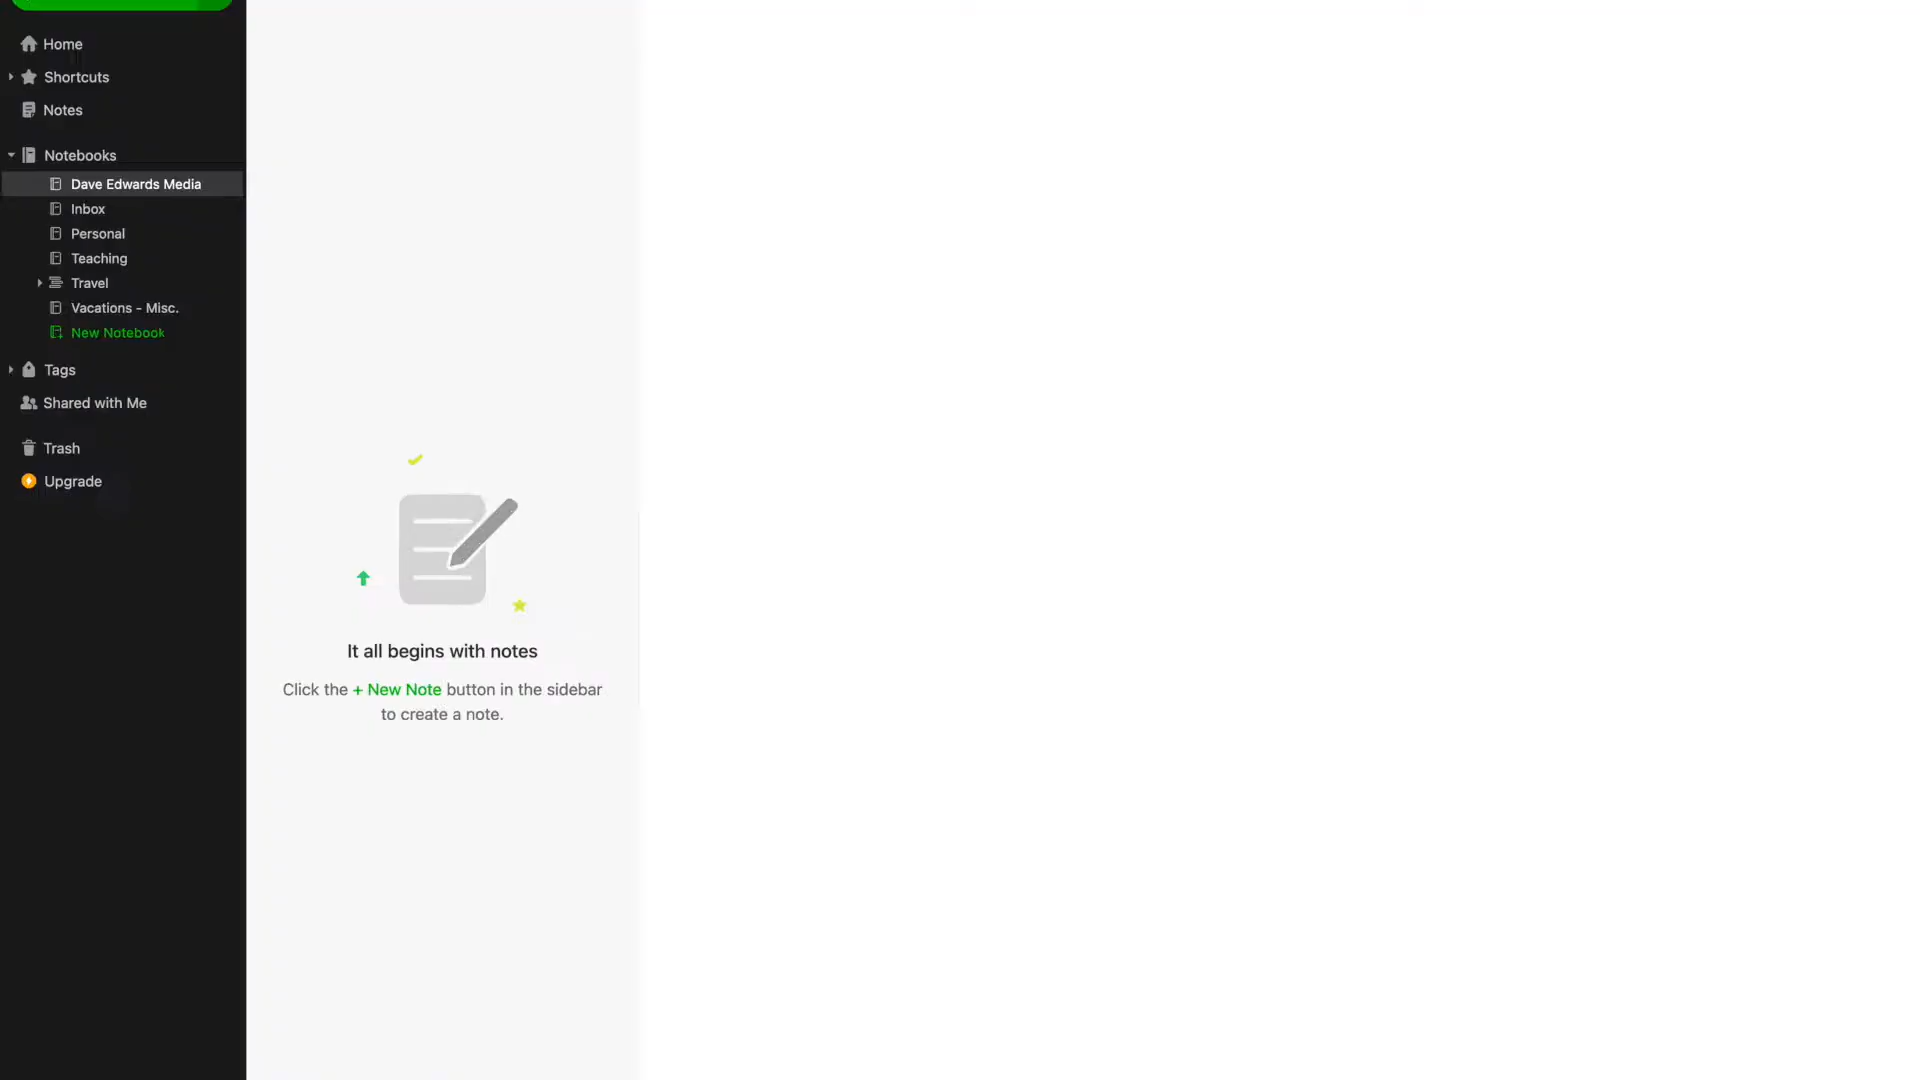 Home
Shortcuts
Notes
Notebooks
Dave Edwards Media
Inbox
Personal
Teaching
Travel
Vacations - Misc.
New Notebook
Tags
Shared with Me
Trash
Upgrade
It all begins with notes
Click the + New Note button in the sidebar
to create a note.